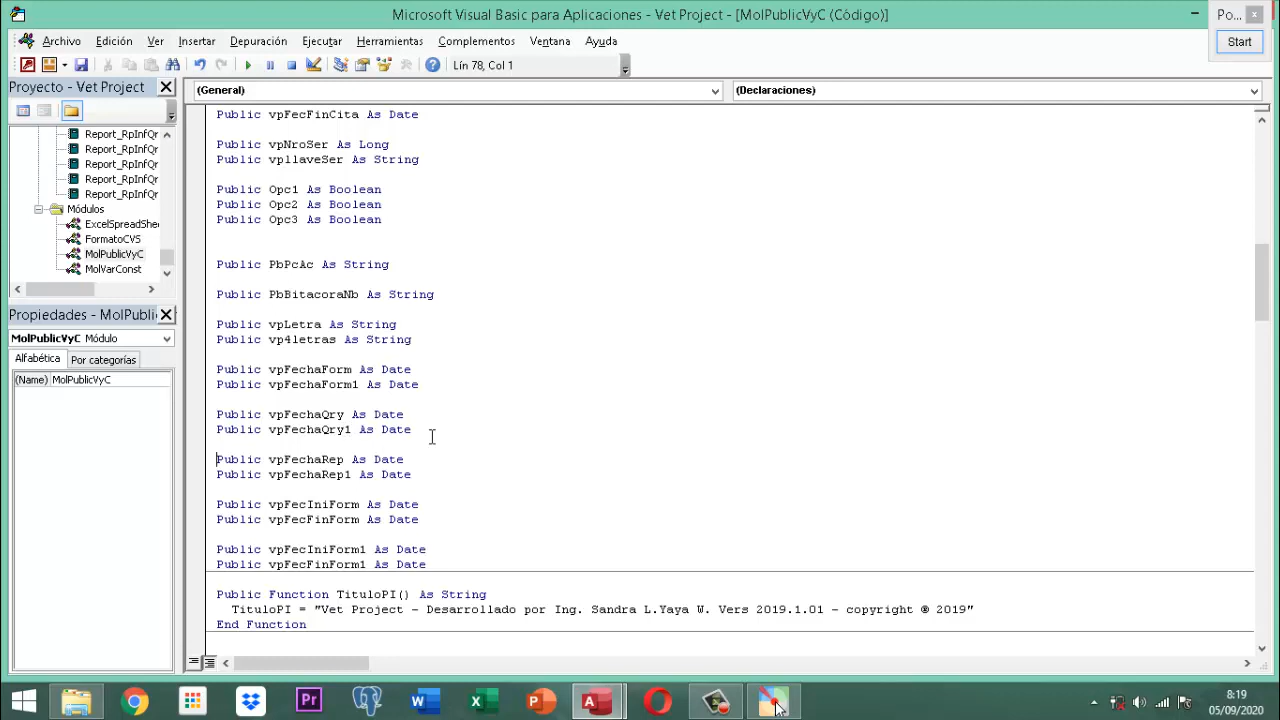 Microsoft Visual Basic para Aplicaciones - Vet Project - [MolPublicVyC (Código)]
Po...
Archivo Edición Ver Insertar Depuración Ejecutar Herramientas Complementos Ventana Ayuda
Start
Lín 78, Col 1
Proyecto - Vet Project
(General)
(Declaraciones)
Report_RpInfQr
Report_RpInfQr
Report_RpInfQr
Report_RpInfQr
Report_RpInfQr
Módulos
ExcelSpreadShe
FormatoCVS
MolPublicVyC
MolVarConst
Propiedades - MolPubli
MolPublicVyC Módulo
Alfabética Por categorías
(Name) MolPublicVyC
Public vpFecFinCita As Date
Public vpNroSer As Long
Public vpllaveSer As String
Public Opc1 As Boolean
Public Opc2 As Boolean
Public Opc3 As Boolean
Public PbPcAc As String
Public PbBitacoraNb As String
Public vpLetra As String
Public vp4letras As String
Public vpFechaForm As Date
Public vpFechaForm1 As Date
Public vpFechaQry As Date
Public vpFechaQry1 As Date
Public vpFechaRep As Date
Public vpFechaRep1 As Date
Public vpFecIniForm As Date
Public vpFecFinForm As Date
Public vpFecIniForm1 As Date
Public vpFecFinForm1 As Date
Public Function TituloPI() As String
TituloPI = "Vet Project - Desarrollado por Ing. Sandra L.Yaya W. Vers 2019.1.01 - copyright @ 2019"
End Function
Pr
8:19
05/09/2020